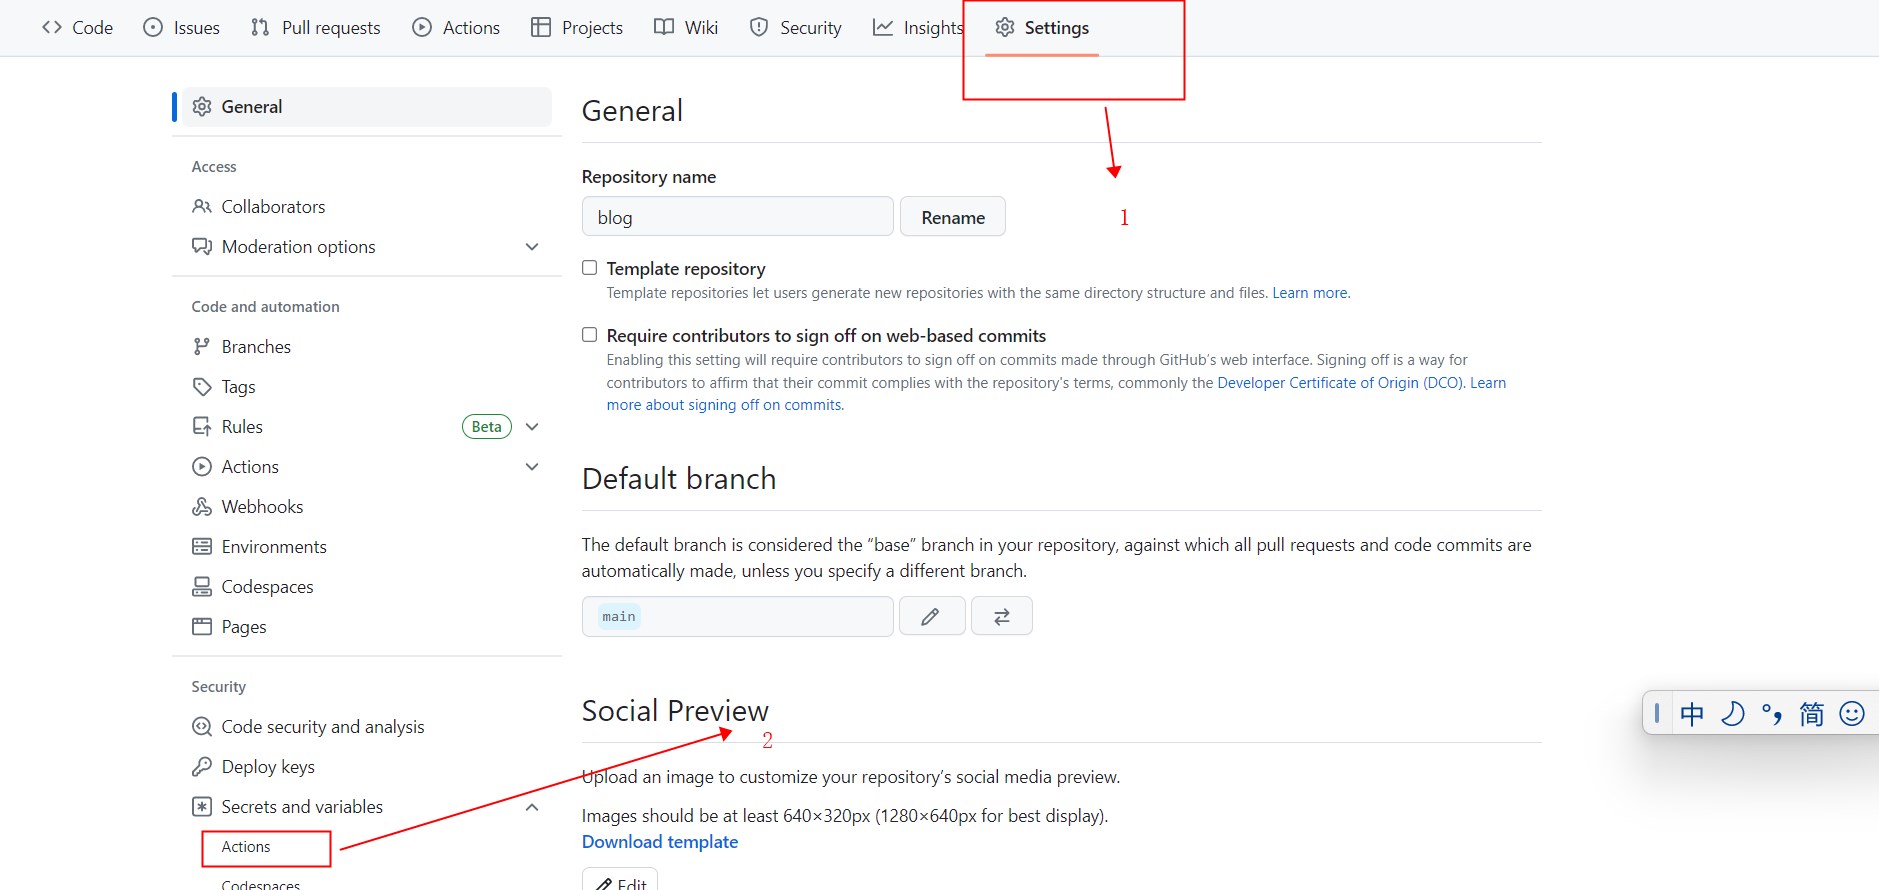 Code Issues Pull requests Actions Projects Wiki Security Insights Settings
General
Access
Collaborators
Moderation options
Code and automation
Branches
Tags
Rules Beta
Actions
Webhooks
Environments
Codespaces
Pages
Security
Code security and analysis
Deploy keys
Secrets and variables
Actions
Codespaces
General
Repository name
blog Rename
1
Template repository
Template repositories let users generate new repositories with the same directory structure and files. Learn more.
Require contributors to sign off on web-based commits
Enabling this setting will require contributors to sign off on commits made through GitHub’s web interface. Signing off is a way for
contributors to affirm that their commit complies with the repository's terms, commonly the Developer Certificate of Origin (DCO). Learn
more about signing off on commits.
Default branch
The default branch is considered the “base” branch in your repository, against which all pull requests and code commits are
automatically made, unless you specify a different branch.
main
Social Preview
2
Upload an image to customize your repository’s social media preview.
Images should be at least 640×320px (1280×640px for best display).
Download template
Edit
中 °, 简